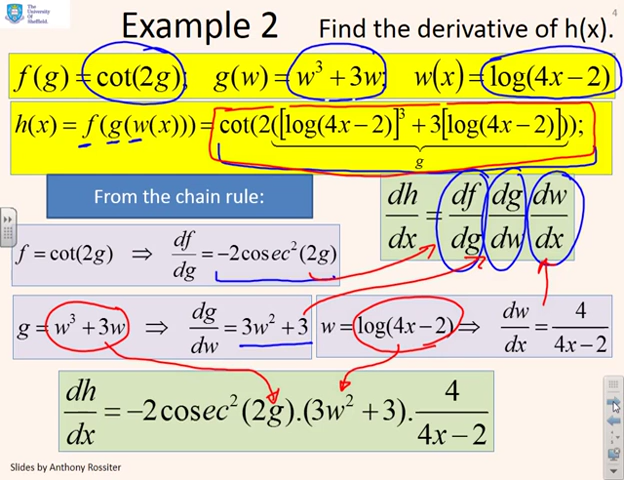 The
University
Of
Sheffield.
Example 2 Find the derivative of h(x).
4
f(g) = cot(2g); g(w) = w³ + 3w; w(x) = log(4x − 2)
h(x) = f(g(w(x))) = cot(2([log(4x − 2)]³ + 3[log(4x − 2)]));
g
From the chain rule:
dh/dx = df/dg dg/dw dw/dx
f = cot(2g) ⇒ df/dg = −2cosec²(2g)
g = w³ + 3w ⇒ dg/dw = 3w² + 3
w = log(4x − 2) ⇒ dw/dx = 4/(4x − 2)
dh/dx = −2cosec²(2g).(3w² + 3). 4/(4x − 2)
Slides by Anthony Rossiter